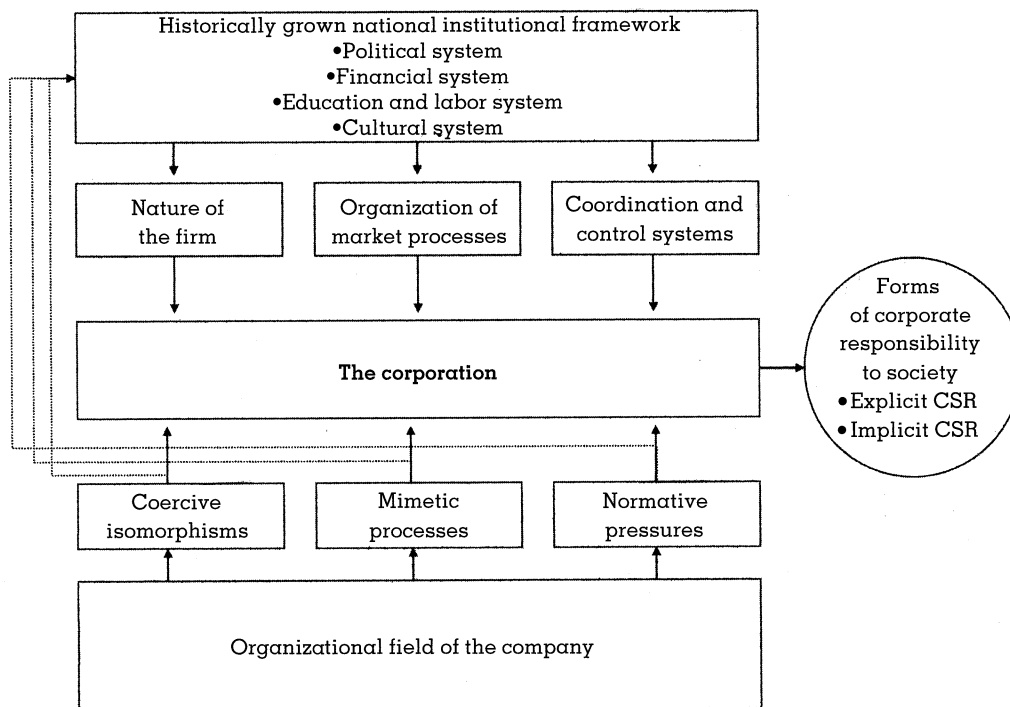 Historically grown national institutional framework
•Political system
•Financial system
•Education and labor system
•Cultural system
Nature of
the firm
Organization of
market processes
Coordination and
control systems
The corporation
Forms
of corporate
responsibility
to society
•Explicit CSR
•Implicit CSR
Coercive
isomorphisms
Mimetic
processes
Normative
pressures
Organizational field of the company